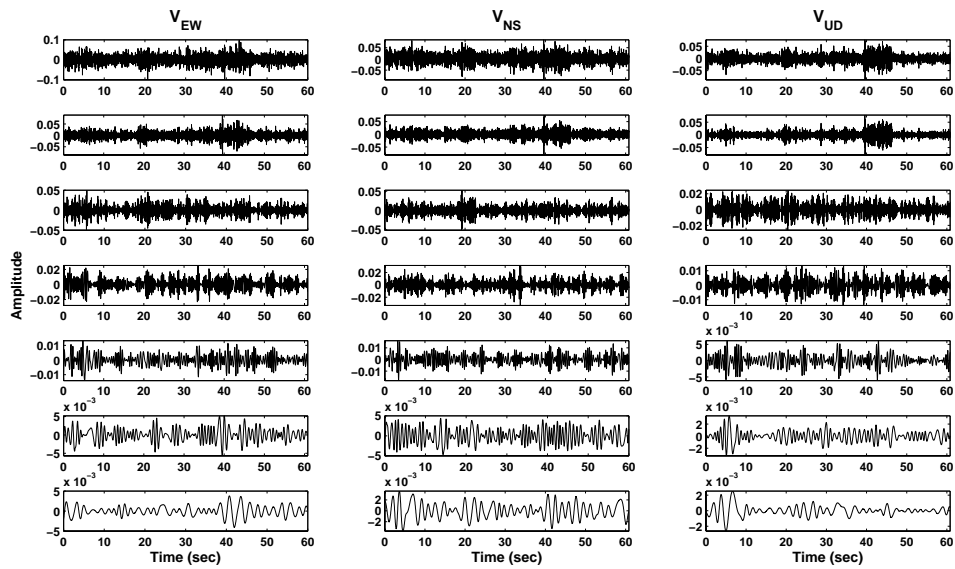 V_EW V_NS V_UD
0.1 0 −0.1 0.05 0 −0.05 0.05 0 −0.05
0 10 20 30 40 50 60 0 10 20 30 40 50 60 0 10 20 30 40 50 60
0.05 0 −0.05 0.05 0 −0.05 0.05 0 −0.05
0 10 20 30 40 50 60 0 10 20 30 40 50 60 0 10 20 30 40 50 60
0.05 0 −0.05 0.05 0 −0.05 0.02 0 −0.02
0 10 20 30 40 50 60 0 10 20 30 40 50 60 0 10 20 30 40 50 60
Amplitude
0.02 0 −0.02 0.02 0 −0.02 0.01 0 −0.01
0 10 20 30 40 50 60 0 10 20 30 40 50 60 0 10 20 30 40 50 60
x 10⁻³
0.01 0 −0.01 0.01 0 −0.01 5 0 −5
0 10 20 30 40 50 60 0 10 20 30 40 50 60 0 10 20 30 40 50 60
x 10⁻³ x 10⁻³ x 10⁻³
5 0 −5 5 0 −5 2 0 −2
0 10 20 30 40 50 60 0 10 20 30 40 50 60 0 10 20 30 40 50 60
x 10⁻³ x 10⁻³ x 10⁻³
5 0 −5 2 0 −2 2 0 −2
0 10 20 30 40 50 60 0 10 20 30 40 50 60 0 10 20 30 40 50 60
Time (sec) Time (sec) Time (sec)